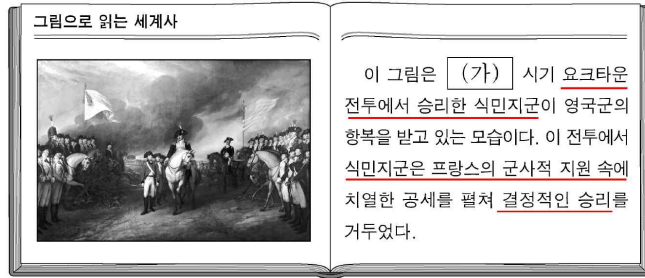 그림으로 읽는 세계사
이 그림은 (가) 시기 요크타운
전투에서 승리한 식민지군이 영국군의
항복을 받고 있는 모습이다. 이 전투에서
식민지군은 프랑스의 군사적 지원 속에
치열한 공세를 펼쳐 결정적인 승리를
거두었다.